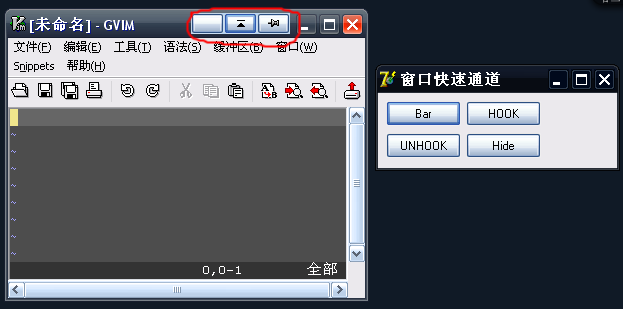 [未命名] - GVIM
文件(F) 编辑(E) 工具(T) 语法(S) 缓冲区(B) 窗口(W)
Snippets 帮助(H)
~
~
~
~
~
~
~
~
0,0-1 全部
窗口快速通道
Bar HOOK
UNHOOK Hide